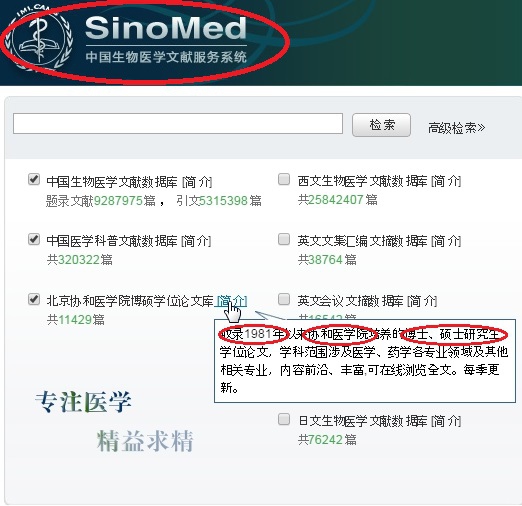 IMI.CAMS
SinoMed
中国生物医学文献服务系统
检索
高级检索»
中国生物医学文献数据库 [简介]
题录文献9287975篇 ， 引文5315398篇
西文生物医学文摘数据库 [简介]
共25842407篇
中国医学科普文献数据库 [简介]
共320322篇
英文文集汇编文摘数据库 [简介]
共38764篇
北京协和医学院博硕学位论文库 [简介]
共11429篇
英文会议文摘数据库 [简介]
收录1981年以来协和医学院培养的博士、硕士研究生
学位论文，学科范围涉及医学、药学各专业领域及其他
相关专业，内容前沿、丰富,可在线浏览全文。每季更
新。
专注医学
精益求精
日文生物医学文摘数据库 [简介]
共76242篇